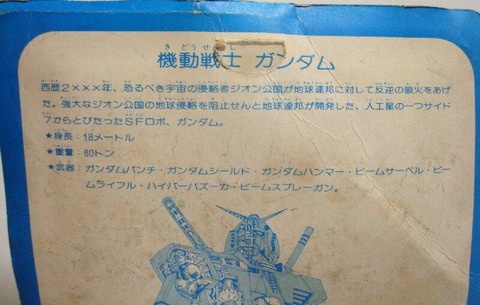 きどうせんし
機動戦士 ガンダム
西歴2×××年、恐るべき宇宙の侵略者ジオン公国が地球連邦に対して反逆の狼火をあげ
た。強大なジオン公国の地球侵略を阻止せんと地球連邦が開発した、人工星の一つサイド
7からとびたったSFロボ、ガンダム。
★身長：18メートル
★重量：60トン
★武器：ガンダムパンチ・ガンダムシールド・ガンダムハンマー・ビームサーベル・ビー
ムライフル・ハイパーバズーカ・ビームスプレーガン。